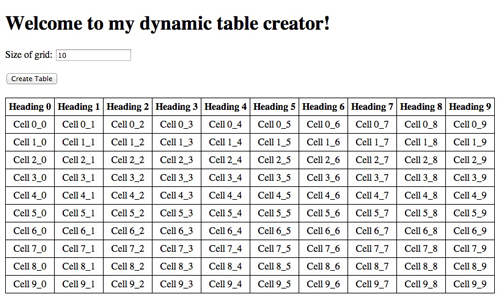 Welcome to my dynamic table creator!
Size of grid: 10
Create Table
Heading 0 Heading 1 Heading 2 Heading 3 Heading 4 Heading 5 Heading 6 Heading 7 Heading 8 Heading 9
Cell 0_0 Cell 0_1 Cell 0_2 Cell 0_3 Cell 0_4 Cell 0_5 Cell 0_6 Cell 0_7 Cell 0_8 Cell 0_9
Cell 1_0 Cell 1_1 Cell 1_2 Cell 1_3 Cell 1_4 Cell 1_5 Cell 1_6 Cell 1_7 Cell 1_8 Cell 1_9
Cell 2_0 Cell 2_1 Cell 2_2 Cell 2_3 Cell 2_4 Cell 2_5 Cell 2_6 Cell 2_7 Cell 2_8 Cell 2_9
Cell 3_0 Cell 3_1 Cell 3_2 Cell 3_3 Cell 3_4 Cell 3_5 Cell 3_6 Cell 3_7 Cell 3_8 Cell 3_9
Cell 4_0 Cell 4_1 Cell 4_2 Cell 4_3 Cell 4_4 Cell 4_5 Cell 4_6 Cell 4_7 Cell 4_8 Cell 4_9
Cell 5_0 Cell 5_1 Cell 5_2 Cell 5_3 Cell 5_4 Cell 5_5 Cell 5_6 Cell 5_7 Cell 5_8 Cell 5_9
Cell 6_0 Cell 6_1 Cell 6_2 Cell 6_3 Cell 6_4 Cell 6_5 Cell 6_6 Cell 6_7 Cell 6_8 Cell 6_9
Cell 7_0 Cell 7_1 Cell 7_2 Cell 7_3 Cell 7_4 Cell 7_5 Cell 7_6 Cell 7_7 Cell 7_8 Cell 7_9
Cell 8_0 Cell 8_1 Cell 8_2 Cell 8_3 Cell 8_4 Cell 8_5 Cell 8_6 Cell 8_7 Cell 8_8 Cell 8_9
Cell 9_0 Cell 9_1 Cell 9_2 Cell 9_3 Cell 9_4 Cell 9_5 Cell 9_6 Cell 9_7 Cell 9_8 Cell 9_9